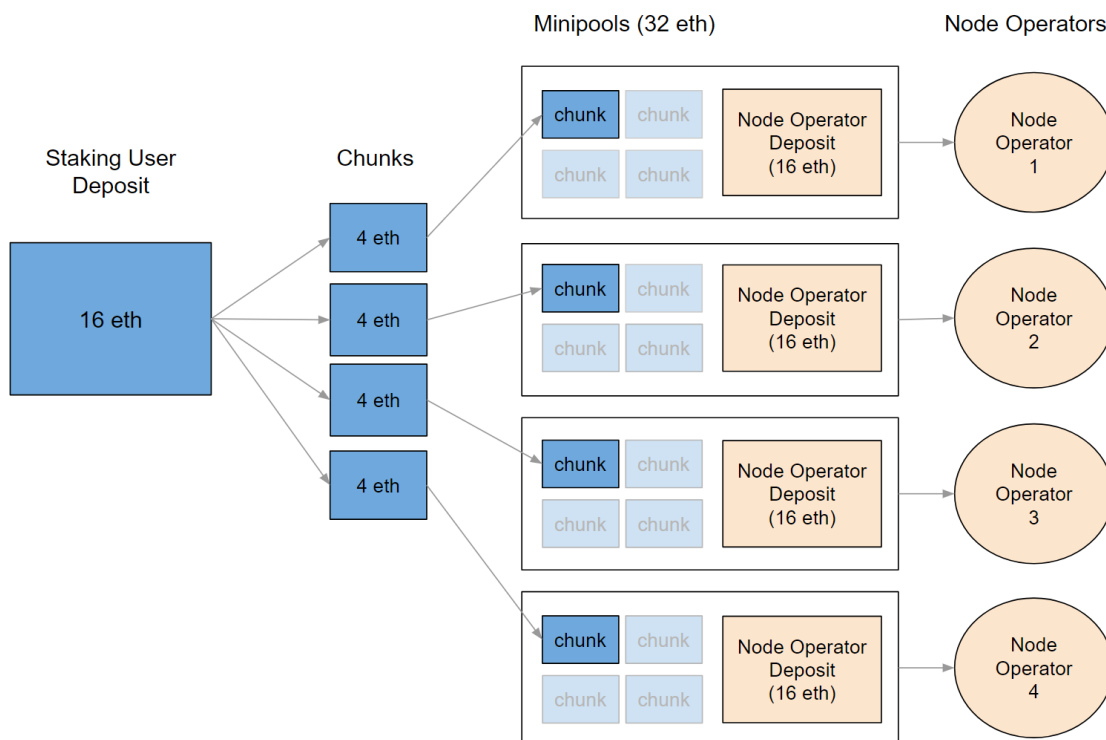 Minipools (32 eth)
Node Operators
Staking User
Deposit
Chunks
16 eth
4 eth
4 eth
4 eth
4 eth
chunk
chunk
chunk
chunk
Node Operator
Deposit
(16 eth)
Node
Operator
1
chunk
chunk
chunk
chunk
Node Operator
Deposit
(16 eth)
Node
Operator
2
chunk
chunk
chunk
chunk
Node Operator
Deposit
(16 eth)
Node
Operator
3
chunk
chunk
chunk
chunk
Node Operator
Deposit
(16 eth)
Node
Operator
4